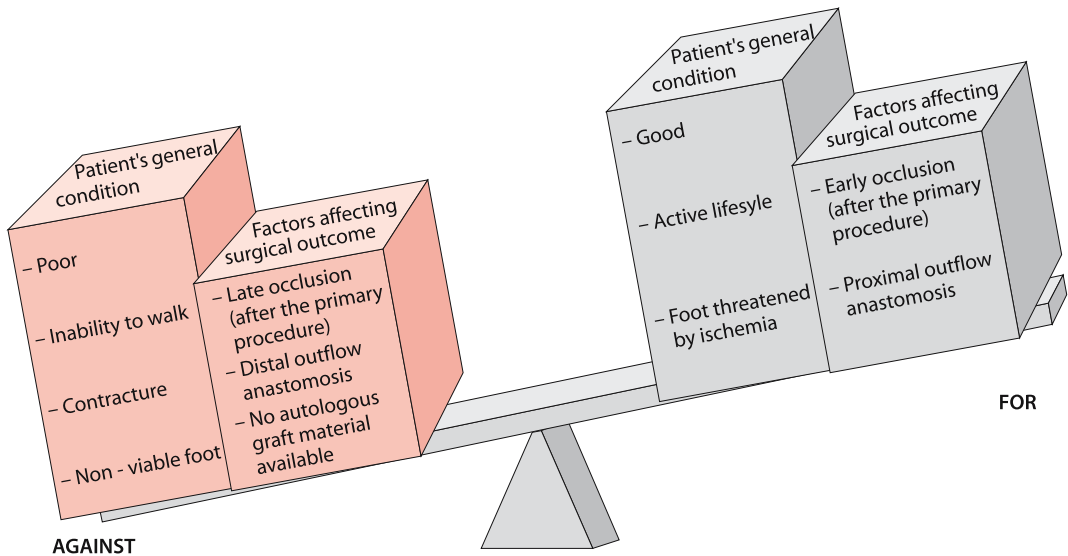 Patient's general
condition
– Poor
– Inability to walk
– Contracture
– Non - viable foot
Factors affecting
surgical outcome
– Late occlusion
(after the primary
procedure)
– Distal outflow
anastomosis
– No autologous
graft material
available
AGAINST
Patient's general
condition
– Good
– Active lifesyle
– Foot threatened
by ischemia
Factors affecting
surgical outcome
– Early occlusion
(after the primary
procedure)
– Proximal outflow
anastomosis
FOR